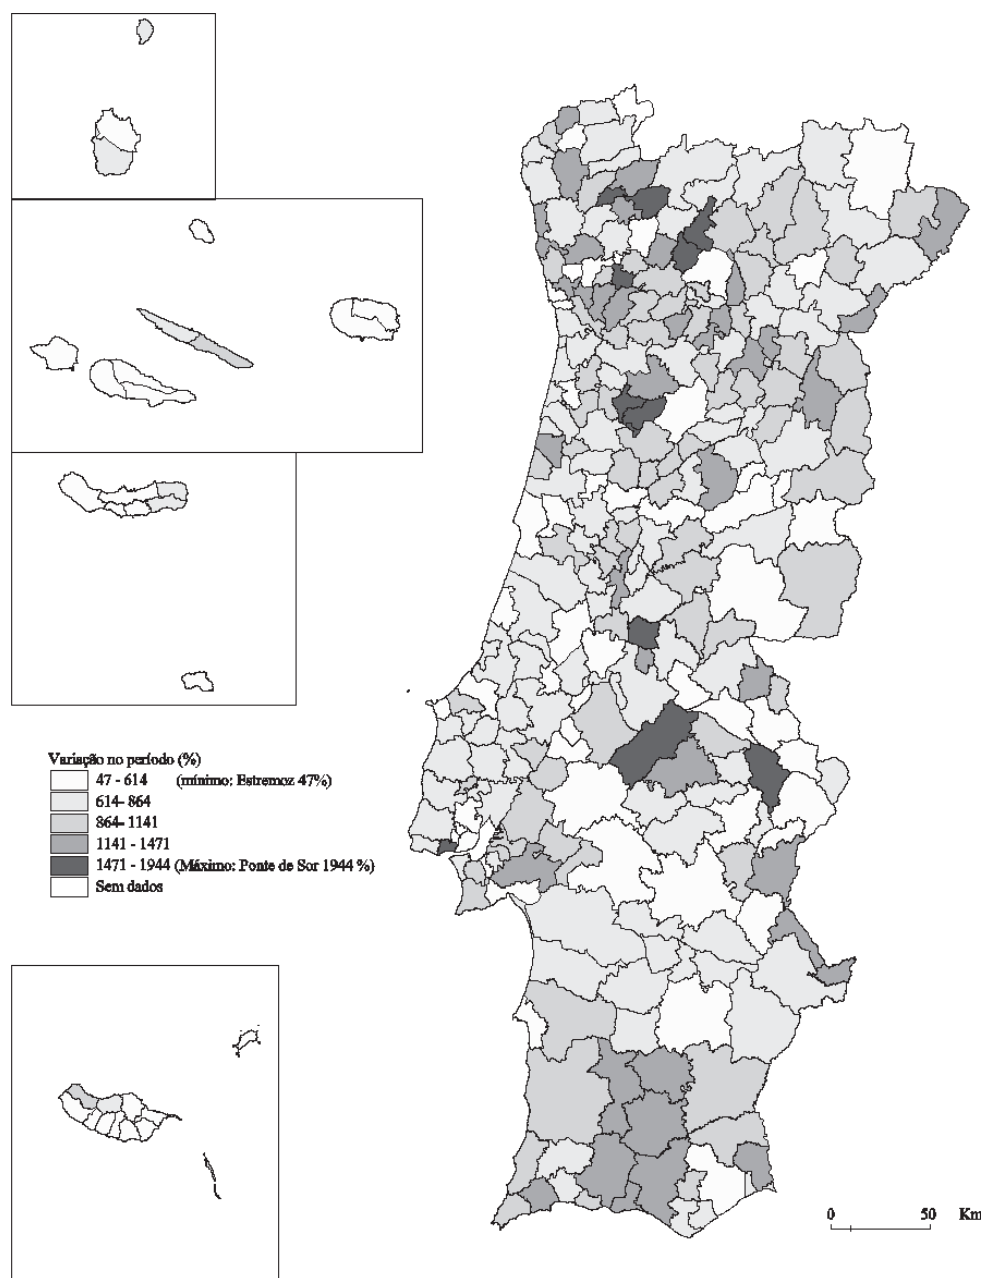 Variação no período (%)
47 - 614 (mínimo: Estremoz 47%)
614- 864
864- 1141
1141 - 1471
1471 - 1944 (Máximo: Ponte de Sor 1944 %)
Sem dados
0 50 Km